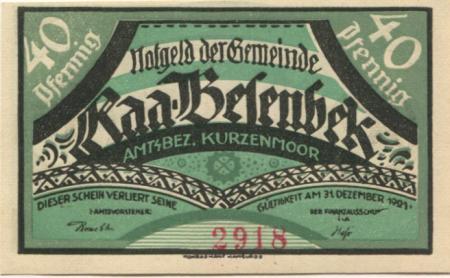 40 Pfennig
40 Pfennig
Notgeld der Gemeinde
Raa-Besenbek
AMTSBEZ. KURZENMOOR
DIESER SCHEIN VERLIERT SEINE
GÜLTIGKEIT AM 31. DEZEMBER 1921.
AMTSVORSTEHER:
DER FINANZAUSSCHUSS
I.A.
2918